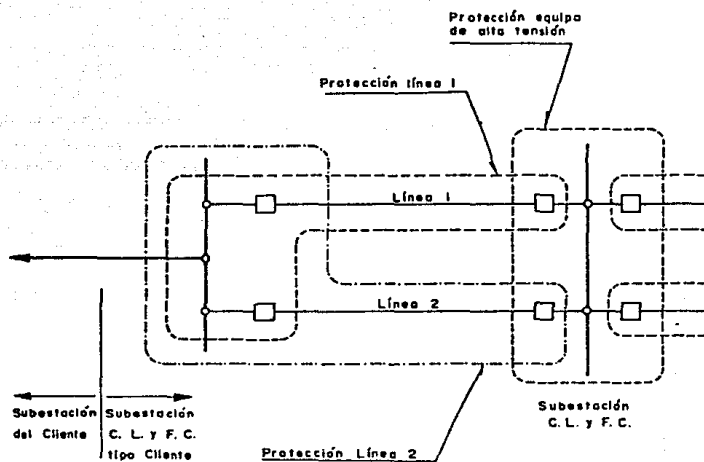 Protección equipo
de alta tensión
Protección línea 1
Línea 1
Línea 2
Subestación
del Cliente
Subestación
C. L. y F. C.
tipo Cliente
Protección Línea 2
Subestación
C. L. y F. C.